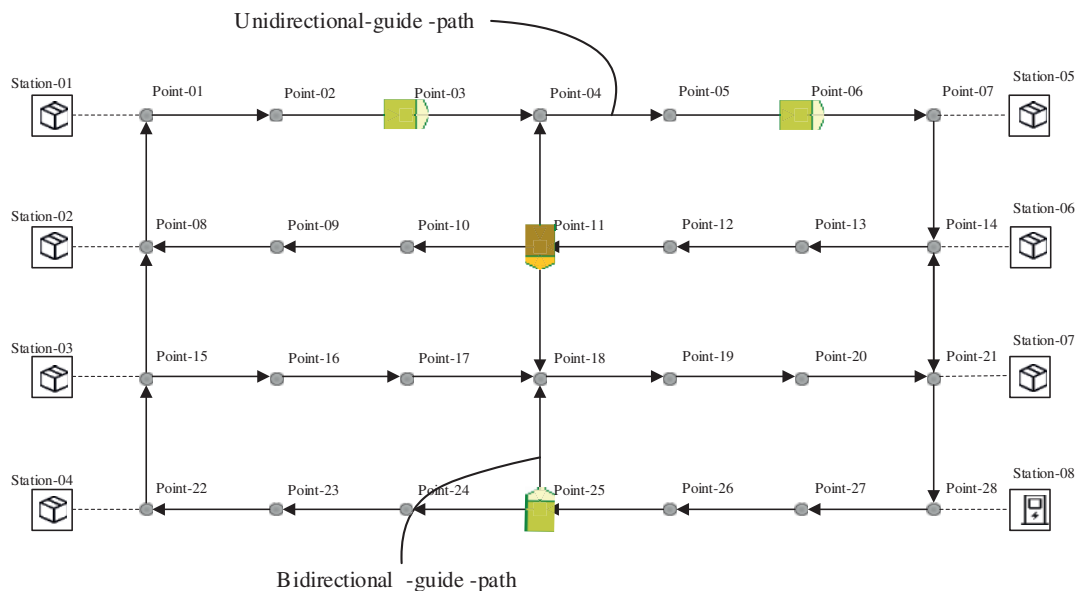 Unidirectional-guide -path
Station-01
Point-01
Point-02
Point-03
Point-04
Point-05
Point-06
Point-07
Station-05
Station-02
Point-08
Point-09
Point-10
Point-11
Point-12
Point-13
Point-14
Station-06
Station-03
Point-15
Point-16
Point-17
Point-18
Point-19
Point-20
Point-21
Station-07
Station-04
Point-22
Point-23
Point-24
Point-25
Point-26
Point-27
Point-28
Station-08
Bidirectional -guide -path